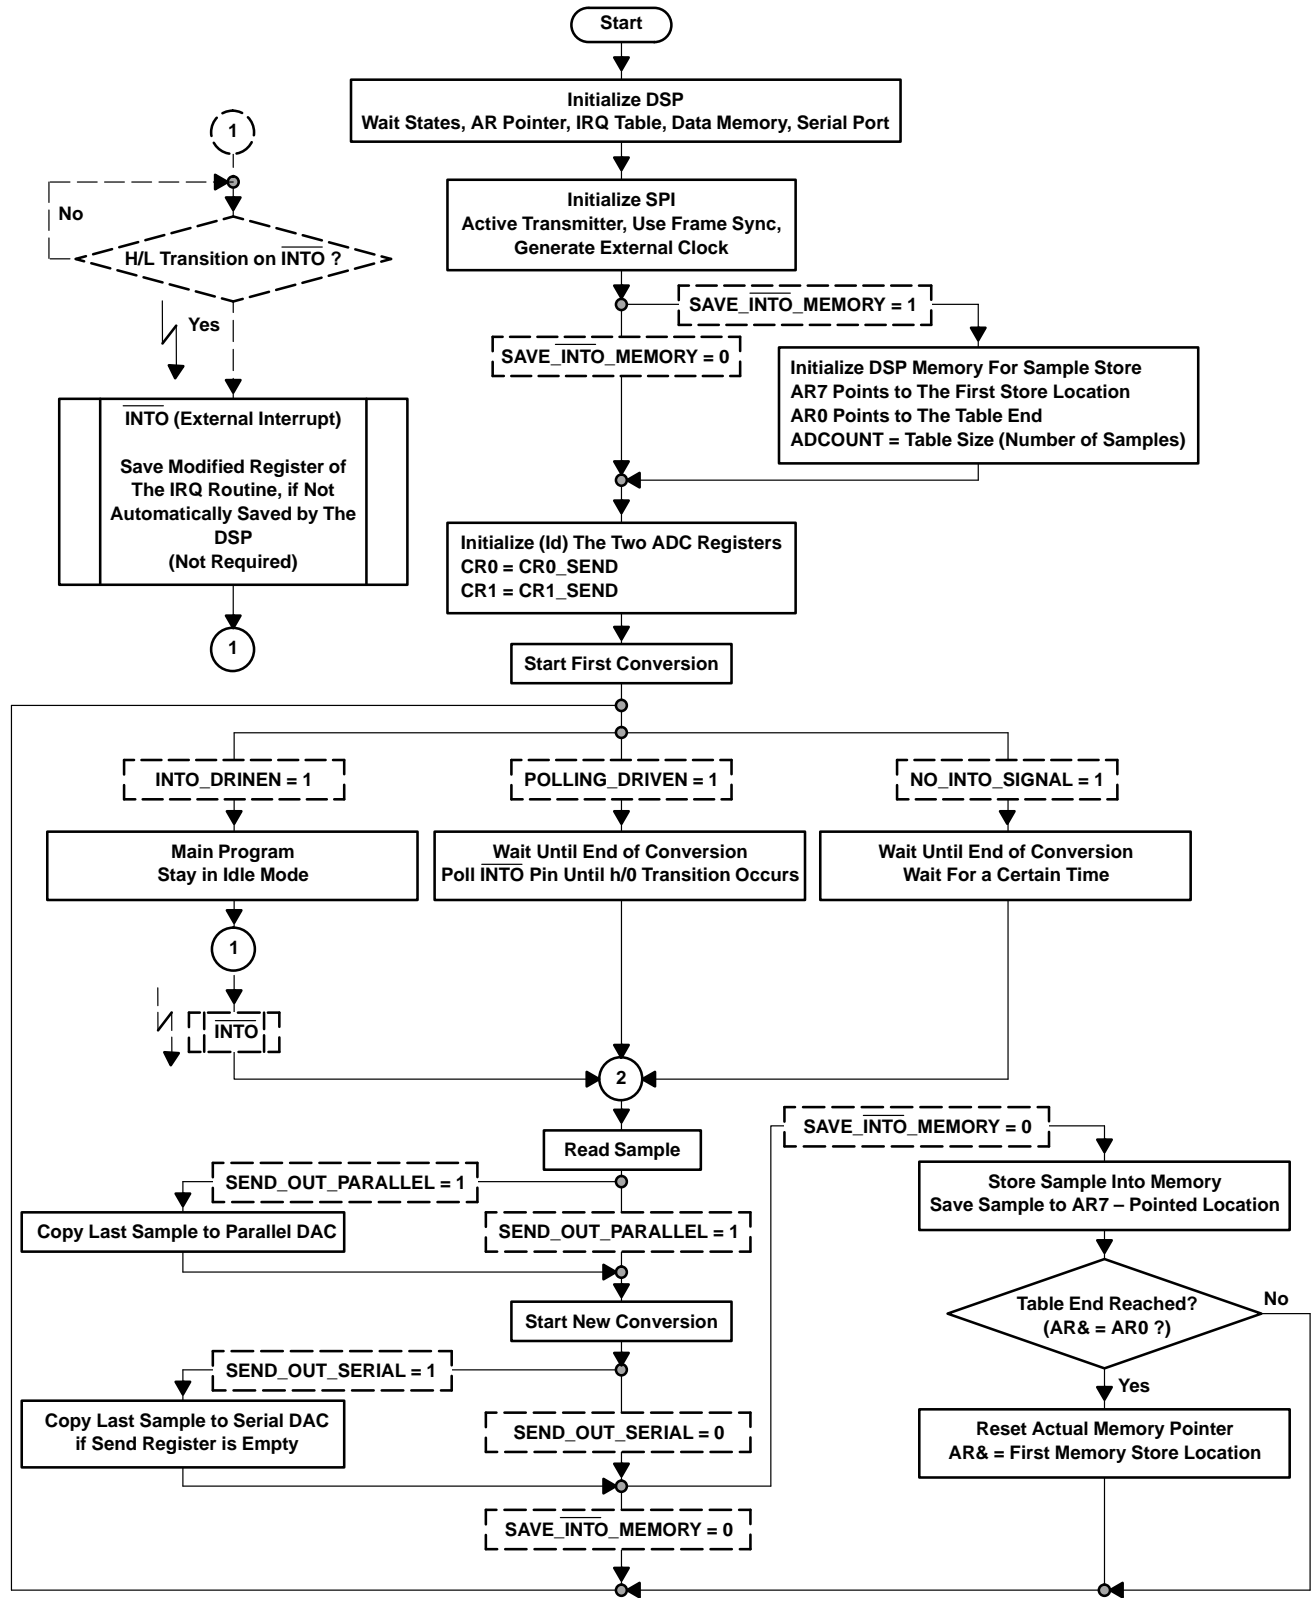 Start
Initialize DSP
Wait States, AR Pointer, IRQ Table, Data Memory, Serial Port
1
No
H/L Transition on INTO ?
Yes
INTO (External Interrupt)
Save Modified Register of
The IRQ Routine, if Not
Automatically Saved by The
DSP
(Not Required)
1
Initialize SPI
Active Transmitter, Use Frame Sync,
Generate External Clock
SAVE_INTO_MEMORY = 1
SAVE_INTO_MEMORY = 0
Initialize DSP Memory For Sample Store
AR7 Points to The First Store Location
AR0 Points to The Table End
ADCOUNT = Table Size (Number of Samples)
Initialize (Id) The Two ADC Registers
CR0 = CR0_SEND
CR1 = CR1_SEND
Start First Conversion
INTO_DRINEN = 1
POLLING_DRIVEN = 1
NO_INTO_SIGNAL = 1
Main Program
Stay in Idle Mode
Wait Until End of Conversion
Poll INTO Pin Until h/0 Transition Occurs
Wait Until End of Conversion
Wait For a Certain Time
1
INTO
2
Read Sample
SEND_OUT_PARALLEL = 1
Copy Last Sample to Parallel DAC
SEND_OUT_PARALLEL = 1
Start New Conversion
SEND_OUT_SERIAL = 1
Copy Last Sample to Serial DAC
if Send Register is Empty
SEND_OUT_SERIAL = 0
SAVE_INTO_MEMORY = 0
SAVE_INTO_MEMORY = 0
Store Sample Into Memory
Save Sample to AR7 – Pointed Location
Table End Reached?
(AR& = AR0 ?)
No
Yes
Reset Actual Memory Pointer
AR& = First Memory Store Location